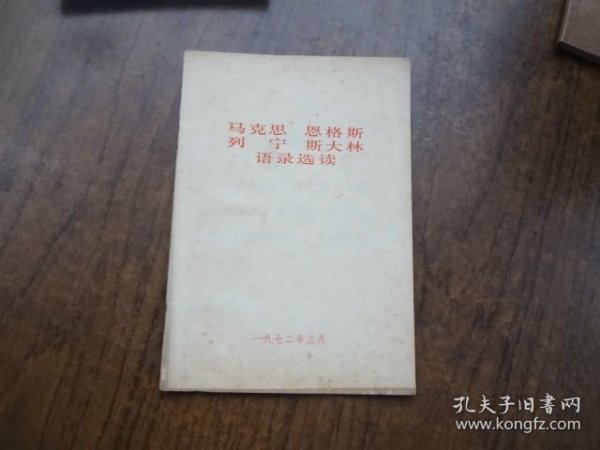 马克思 恩格斯
列 宁 斯大林
语录选读
一九七二年三月
孔夫子旧書网
www.kongfz.com